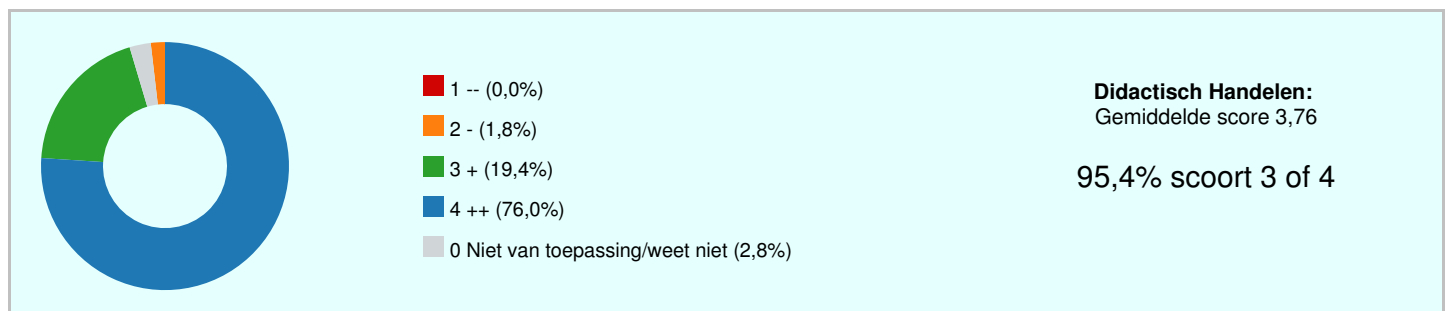 1 -- (0,0%)
2 - (1,8%)
3 + (19,4%)
4 ++ (76,0%)
0 Niet van toepassing/weet niet (2,8%)
Didactisch Handelen:
Gemiddelde score 3,76
95,4% scoort 3 of 4